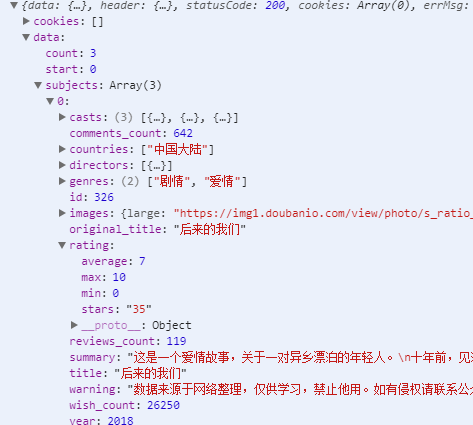 ▼{data: {…}, header: {…}, statusCode: 200, cookies: Array(0), errMsg:
▶cookies: []
▼data:
count: 3
start: 0
▼subjects: Array(3)
▼0:
▶casts: (3) [{…}, {…}, {…}]
comments_count: 642
▶countries: ["中国大陆"]
▶directors: [{…}]
▶genres: (2) ["剧情", "爱情"]
id: 326
▶images: {large: "https://img1.doubanio.com/view/photo/s_ratio_
original_title: "后来的我们"
▼rating:
average: 7
max: 10
min: 0
stars: "35"
▶__proto__: Object
reviews_count: 119
summary: "这是一个爱情故事，关于一对异乡漂泊的年轻人。\n十年前，见
title: "后来的我们"
warning: "数据来源于网络整理，仅供学习，禁止他用。如有侵权请联系公
wish_count: 26250
year: 2018